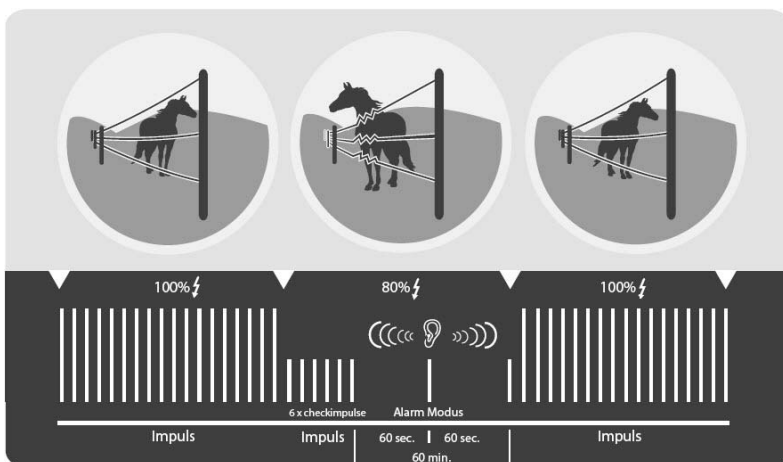 100%
80%
100%
6 x checkimpulse
Alarm Modus
Impuls
Impuls
60 sec.
60 sec.
Impuls
60 min.